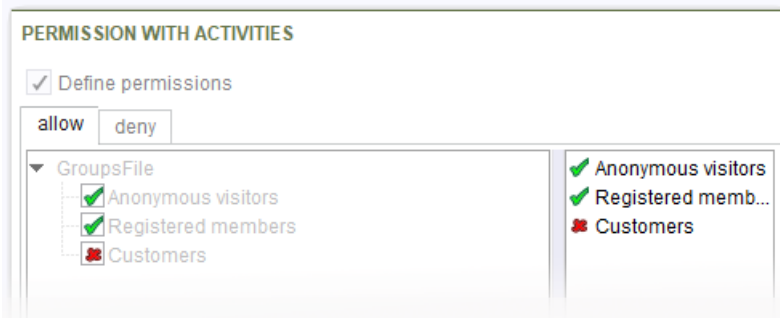 PERMISSION WITH ACTIVITIES
Define permissions
allow
deny
GroupsFile
Anonymous visitors
Registered members
Customers
Anonymous visitors
Registered memb...
Customers